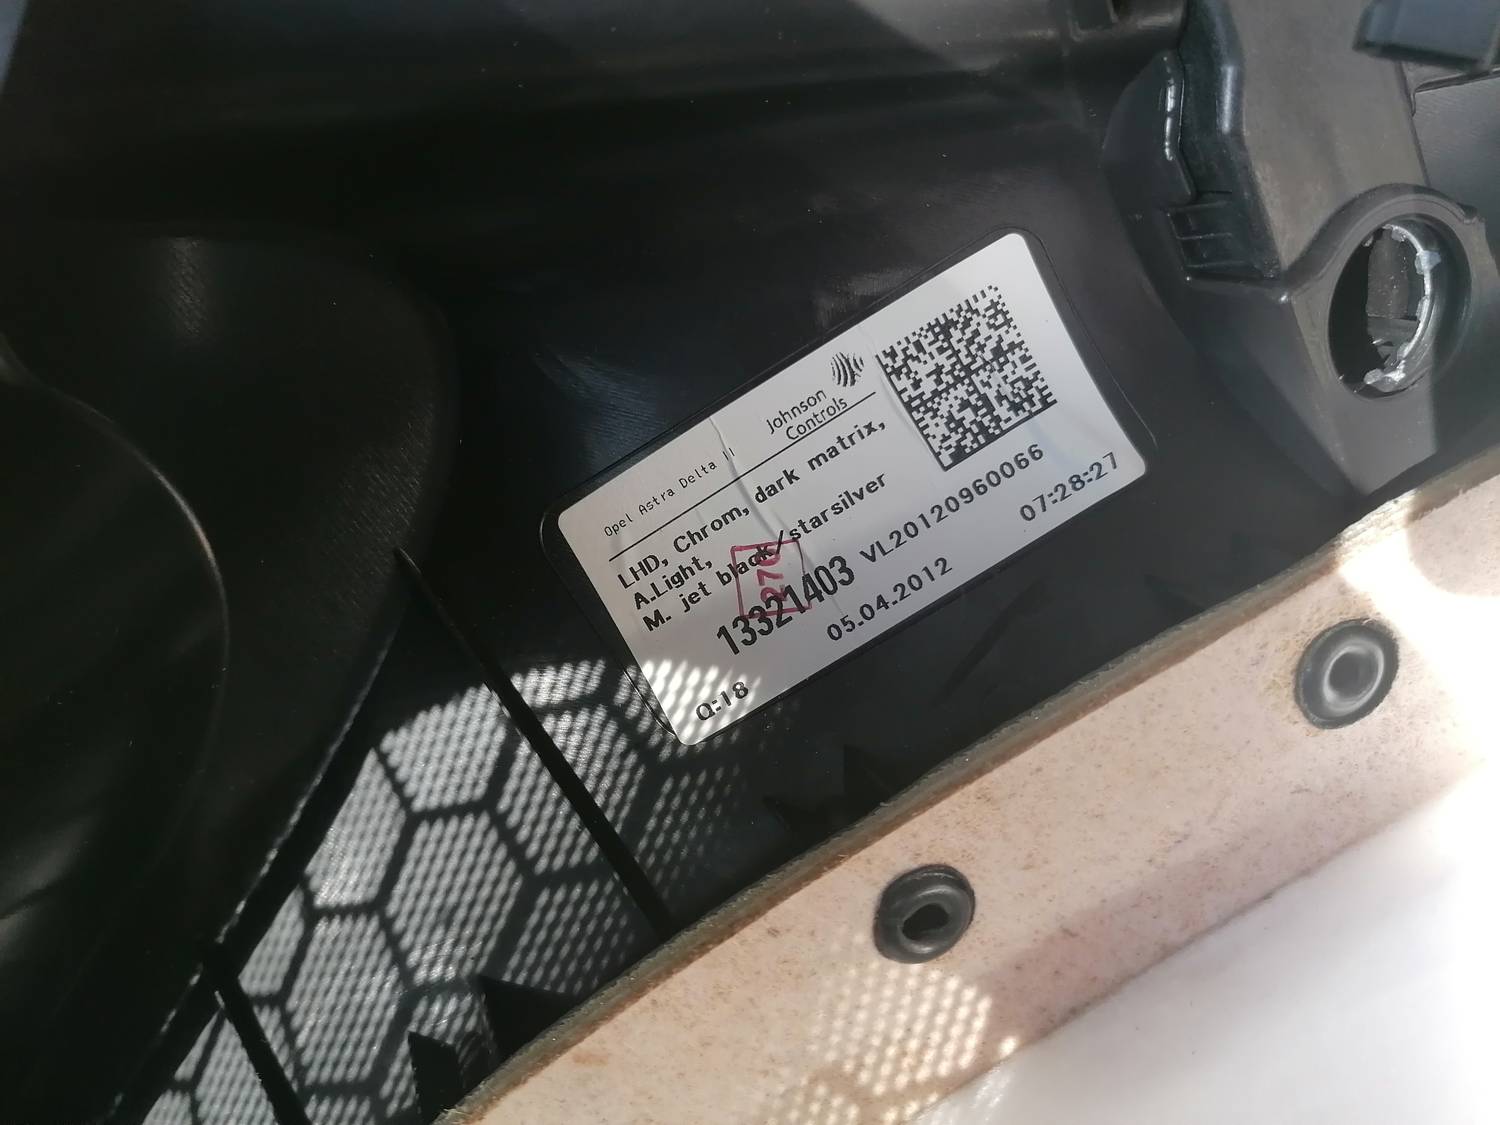 Opel Astra Delta II
Johnson
Controls
LHD, Chrom, dark matrix,
A.Light,
M. jet black/starsilver
13321403 VL20120960066
05.04.2012 07:28:27
Q:18